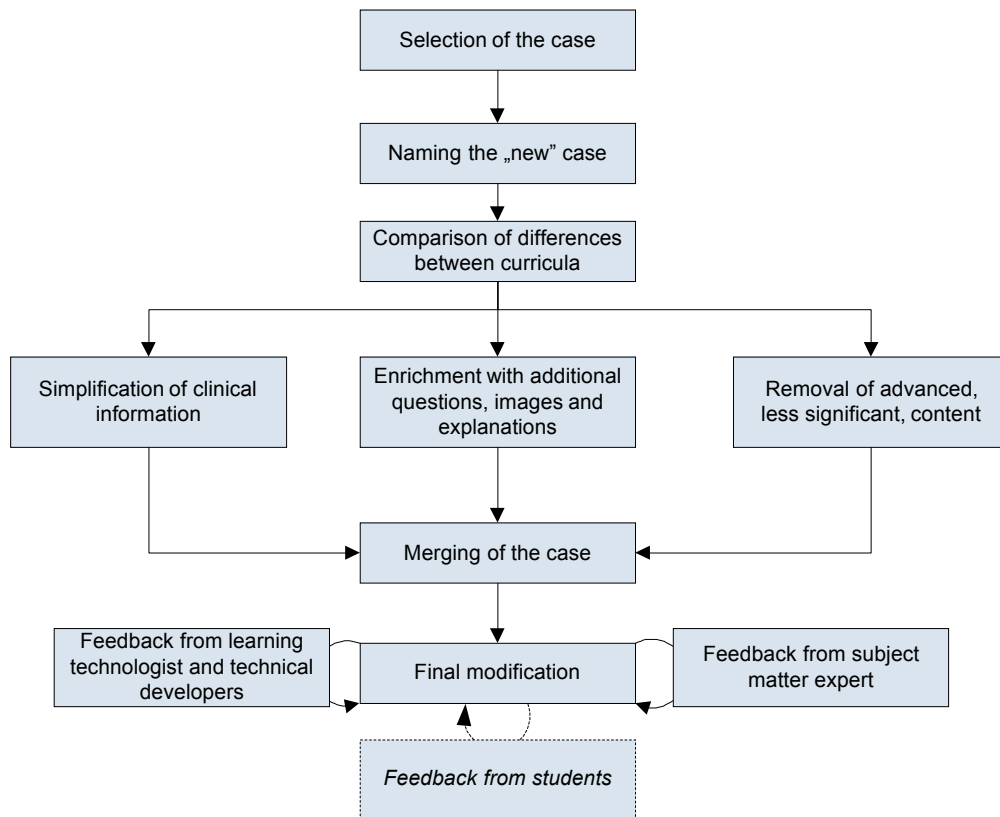 Selection of the case
Naming the „new” case
Comparison of differences
between curricula
Simplification of clinical
information
Enrichment with additional
questions, images and
explanations
Removal of advanced,
less significant, content
Merging of the case
Feedback from learning
technologist and technical
developers
Final modification
Feedback from subject
matter expert
Feedback from students